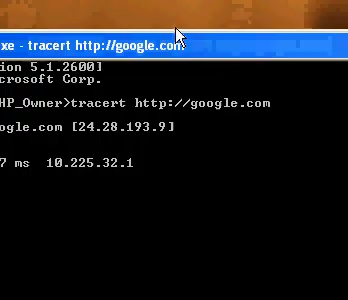 xe - tracert http://google.com
ion 5.1.2600]
crosoft Corp.
HP_Owner>tracert http://google.com
ogle.com [24.28.193.9]
7 ms 10.225.32.1